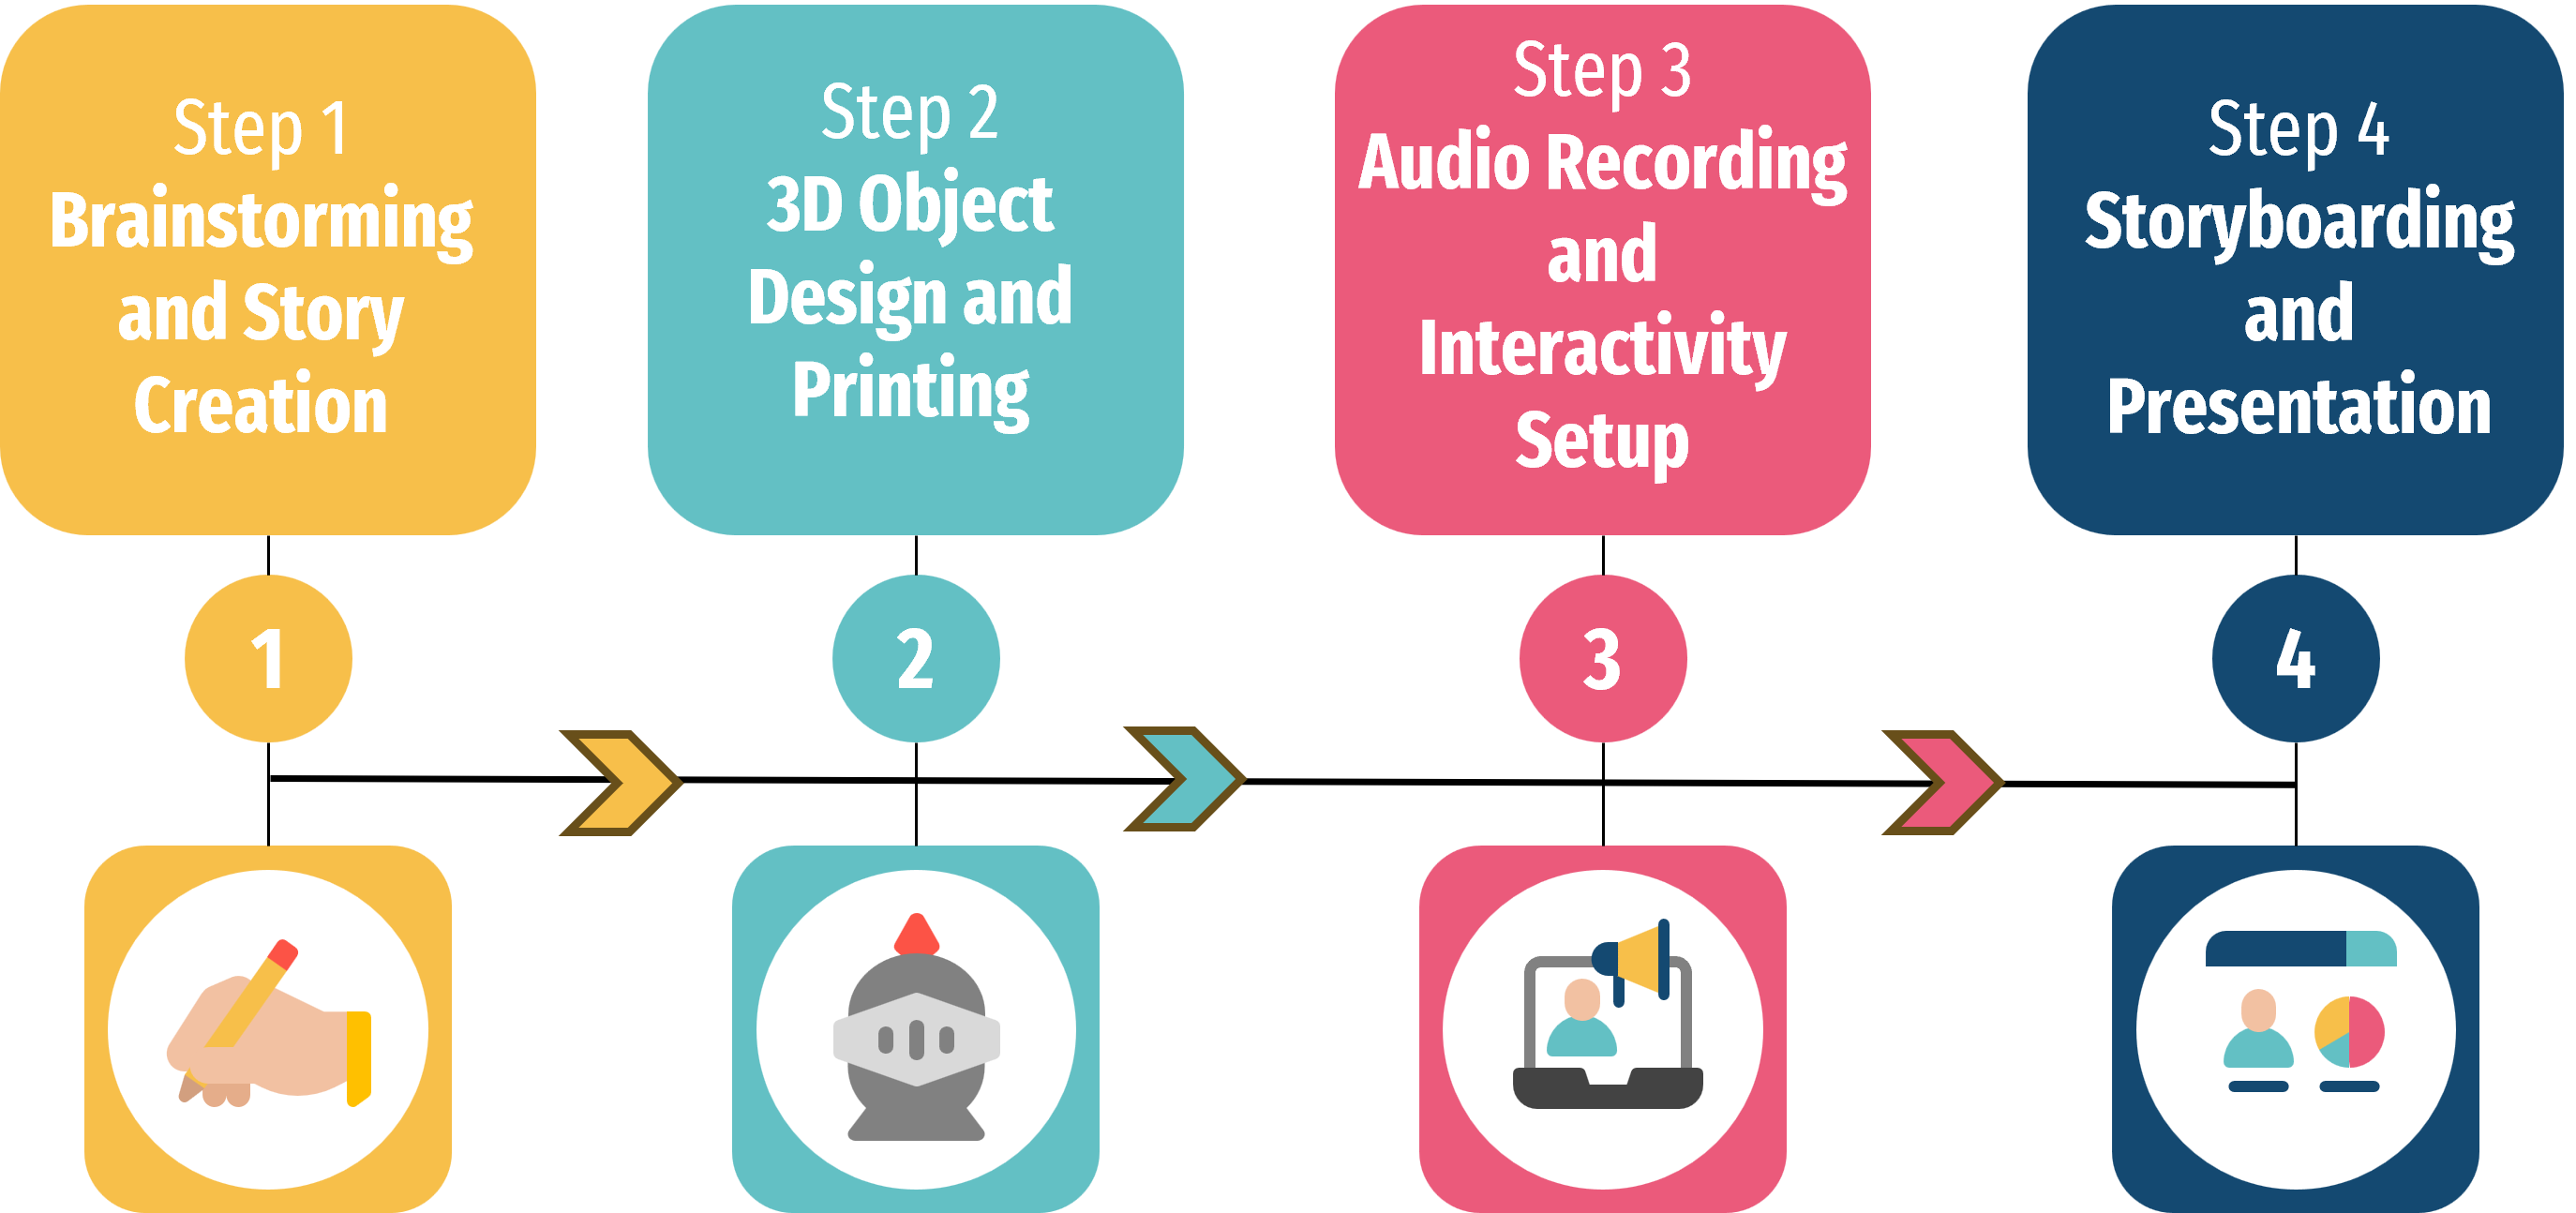 Step 1
Brainstorming
and Story
Creation
Step 2
3D Object
Design and
Printing
Step 3
Audio Recording
and
Interactivity
Setup
Step 4
Storyboarding
and
Presentation
1
2
3
4